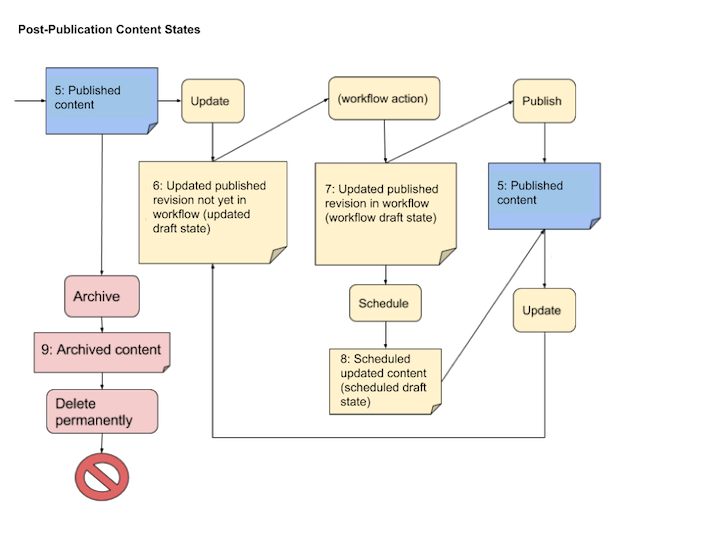 Post-Publication Content States
5: Published
content
Update
(workflow action)
Publish
6: Updated published
revision not yet in
workflow (updated
draft state)
7: Updated published
revision in workflow
(workflow draft state)
5: Published
content
Archive
Schedule
Update
9: Archived content
8: Scheduled
updated content
(scheduled draft
state)
Delete
permanently